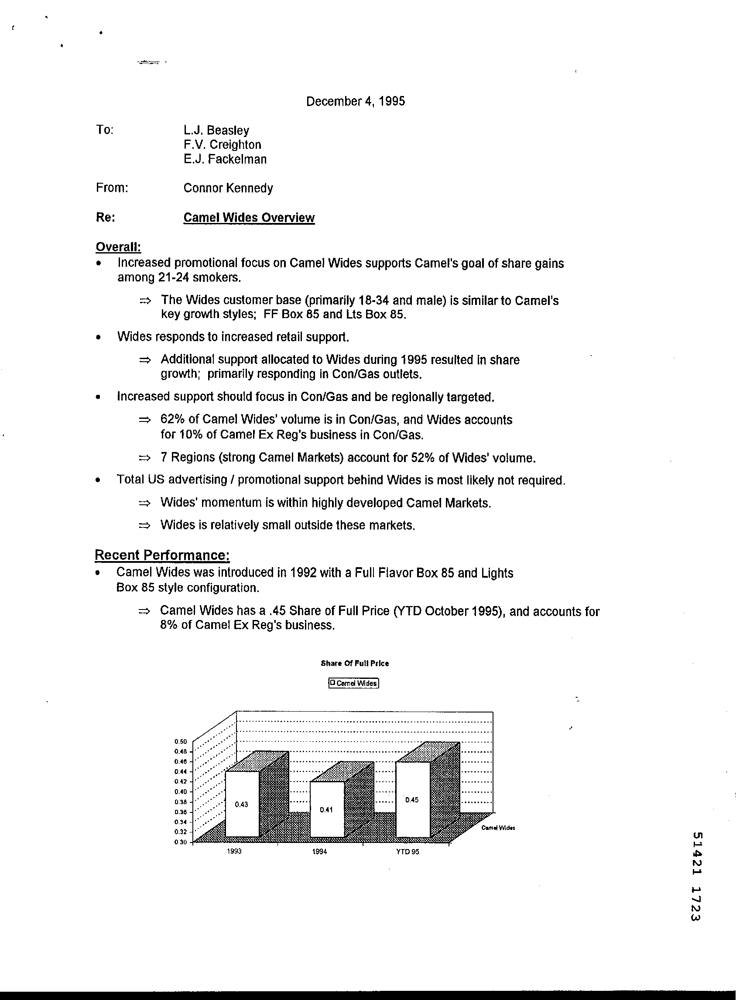 December 4, 1995
To: L.J. Beasley
F.V. Creighton
E.J. Fackelman
From: Connor Kennedy
Re: Camel Wides Overview
Overall:
• Increased promotional focus on Camel Wides supports Camel's goal of share gains
among 21-24 smokers.
⇒ The Wides customer base (primarily 18-34 and male) is similar to Camel's
key growth styles; FF Box 85 and Lts Box 85.
• Wides responds to increased retail support.
⇒ Additional support allocated to Wides during 1995 resulted in share
growth; primarily responding in Con/Gas outlets.
• Increased support should focus in Con/Gas and be regionally targeted.
⇒ 62% of Camel Wides' volume is in Con/Gas, and Wides accounts
for 10% of Camel Ex Reg's business in Con/Gas.
⇒ 7 Regions (strong Camel Markets) account for 52% of Wides' volume.
• Total US advertising / promotional support behind Wides is most likely not required.
⇒ Wides' momentum is within highly developed Camel Markets.
⇒ Wides is relatively small outside these markets.
Recent Performance:
• Camel Wides was introduced in 1992 with a Full Flavor Box 85 and Lights
Box 85 style configuration.
⇒ Camel Wides has a .45 Share of Full Price (YTD October 1995), and accounts for
8% of Camel Ex Reg's business.
Share Of Full Price
Camel Wides
0.50
0.48
0.46
0.44
0.42
0.40
0.38
0.36
0.34
0.32
0.30
0.43
0.41
0.45
Camel Wides
1993 1994 YTD 95
51421 1723